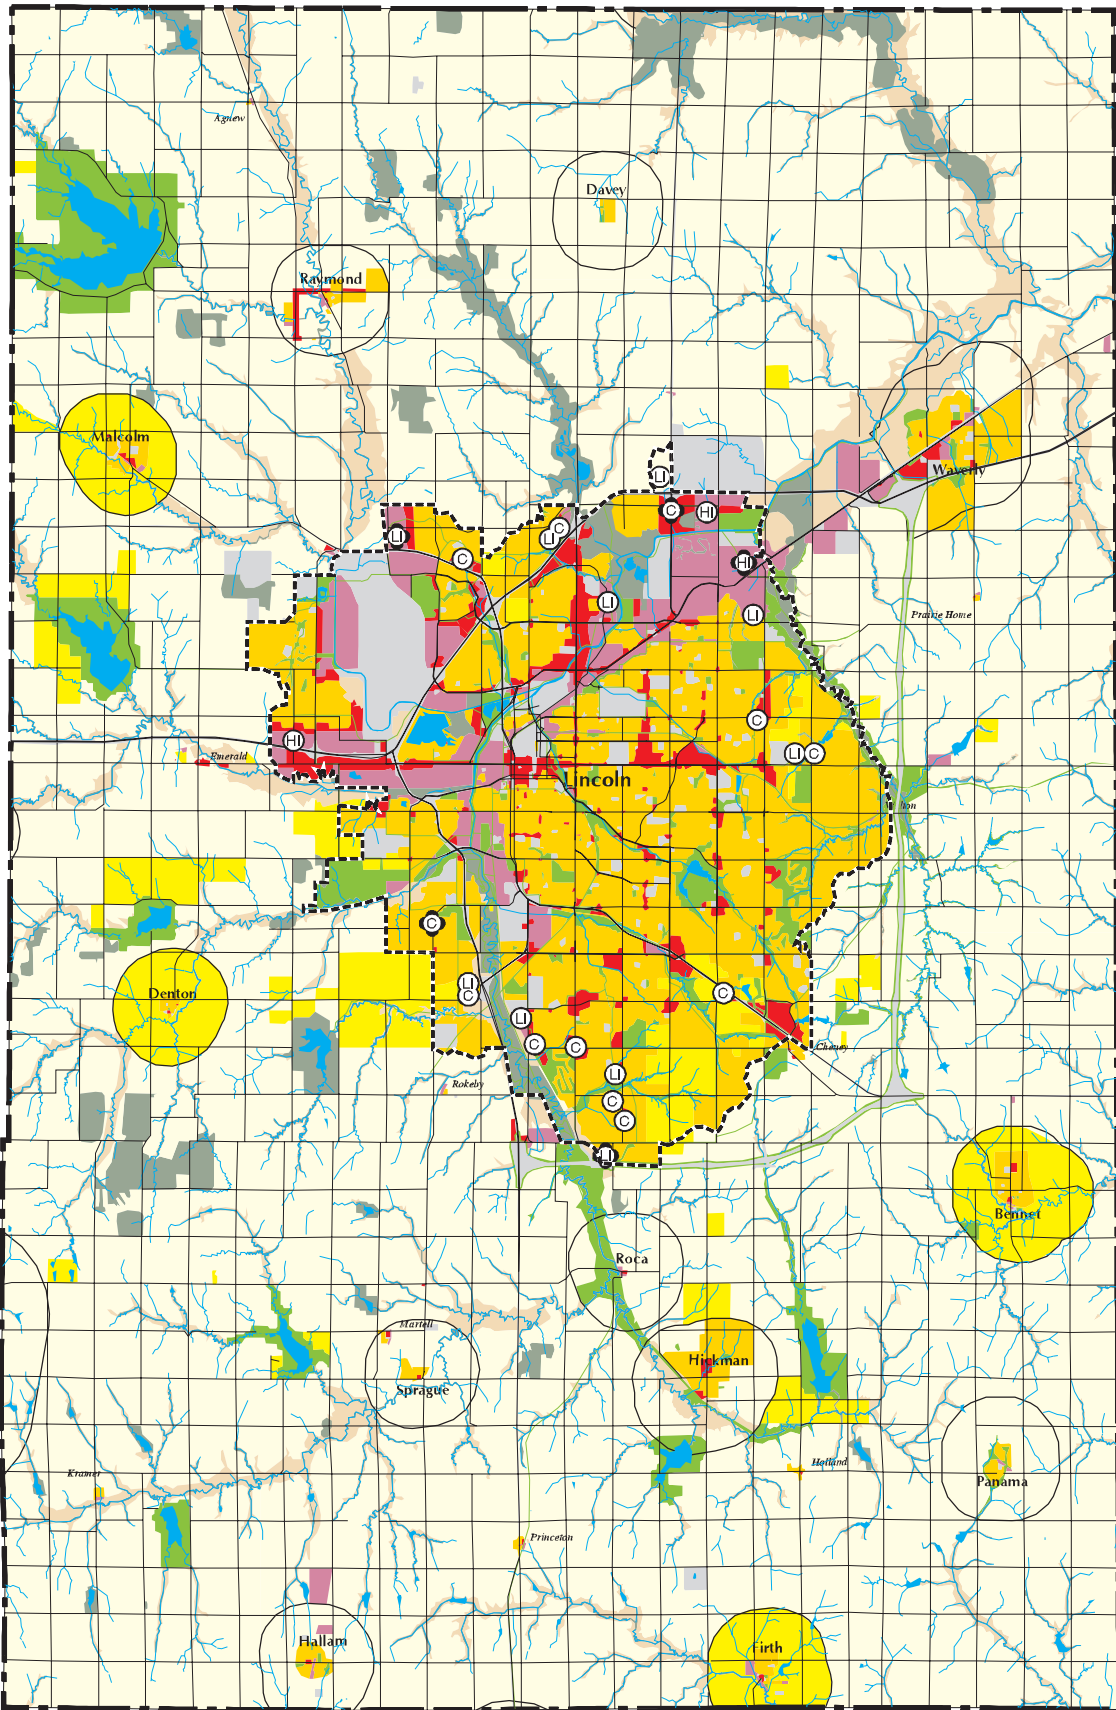 Agnew
Davey
Raymond
Malcolm
Waverly
LI
C
HI
C
LI
LI
C
HI
LI
LI
Prairie Home
C
HI
Emerald
LI
C
Lincoln
C
LI
C
Denton
C
LI
C
C
Cheney
LI
Rokeby
C
C
LI
Bennet
Roca
Martell
Hickman
Sprague
Holland
Kramer
Panama
Princeton
Hallam
Firth